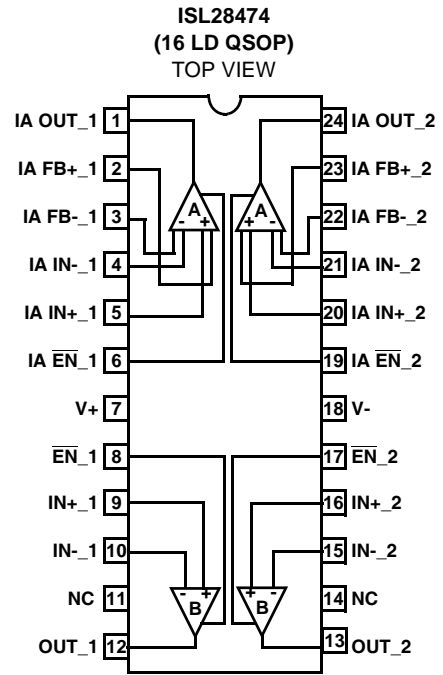 ISL28474
(16 LD QSOP)
TOP VIEW
IA OUT_1 1 24 IA OUT_2
IA FB+_1 2 23 IA FB+_2
A A
IA FB-_1 3 - + + - 22 IA FB-_2
IA IN-_1 4 21 IA IN-_2
IA IN+_1 5 20 IA IN+_2
IA EN_1 6 19 IA EN_2
V+ 7 18 V-
EN_1 8 17 EN_2
IN+_1 9 16 IN+_2
IN-_1 10 15 IN-_2
NC 11 - + + - 14 NC
B B
OUT_1 12 13 OUT_2